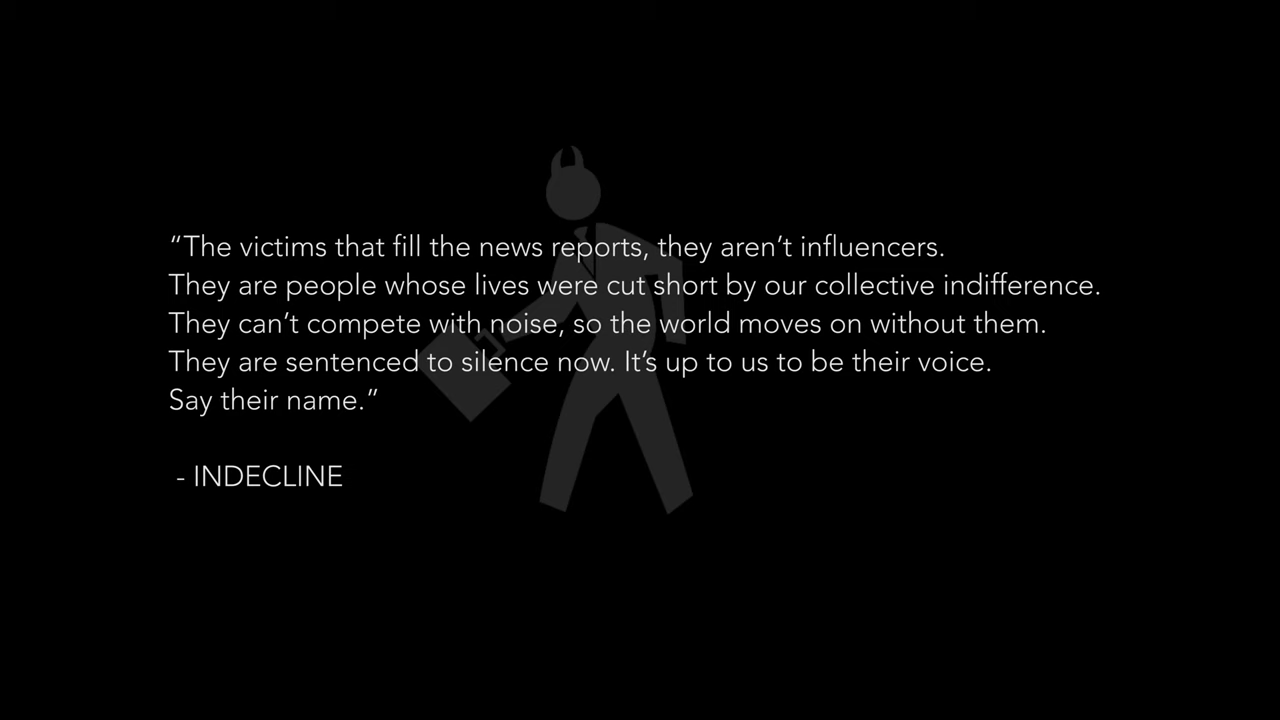 “The victims that fill the news reports, they aren’t influencers.
They are people whose lives were cut short by our collective indifference.
They can’t compete with noise, so the world moves on without them.
They are sentenced to silence now. It’s up to us to be their voice.
Say their name.”
- INDECLINE